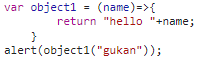 var object1 = (name)=>{
        return "hello "+name;
    }
alert(object1("gukan"));